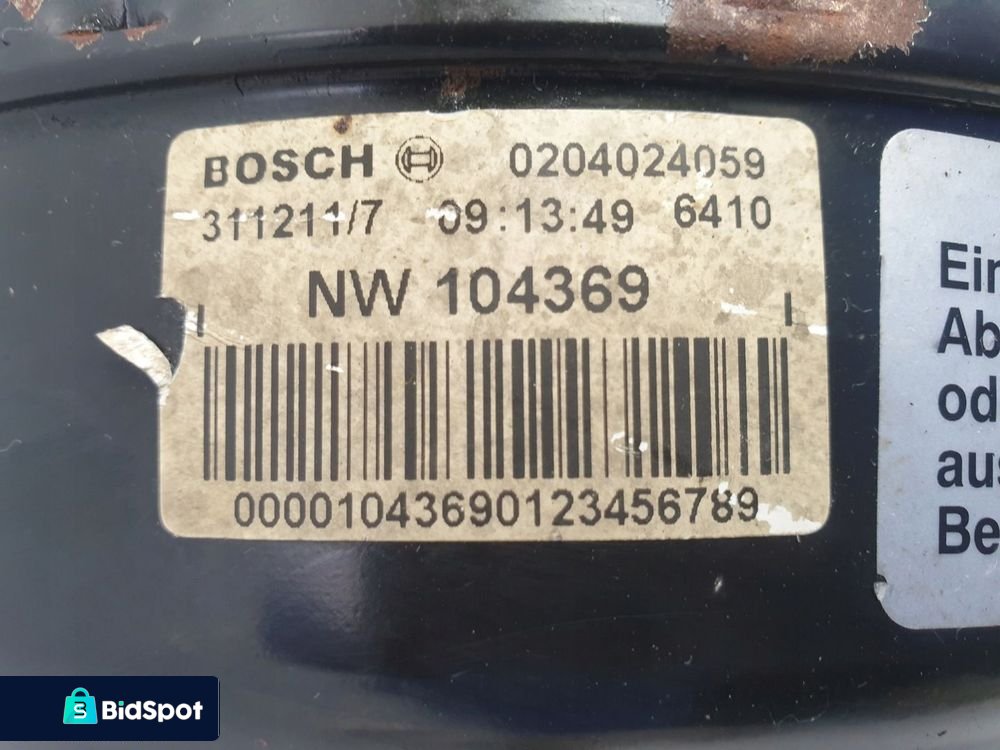 BOSCH 0204024059
311211/7 09:13:49 6410
NW 104369
00001043690123456789
Ein
Ab
od
aus
Be
BidSpot